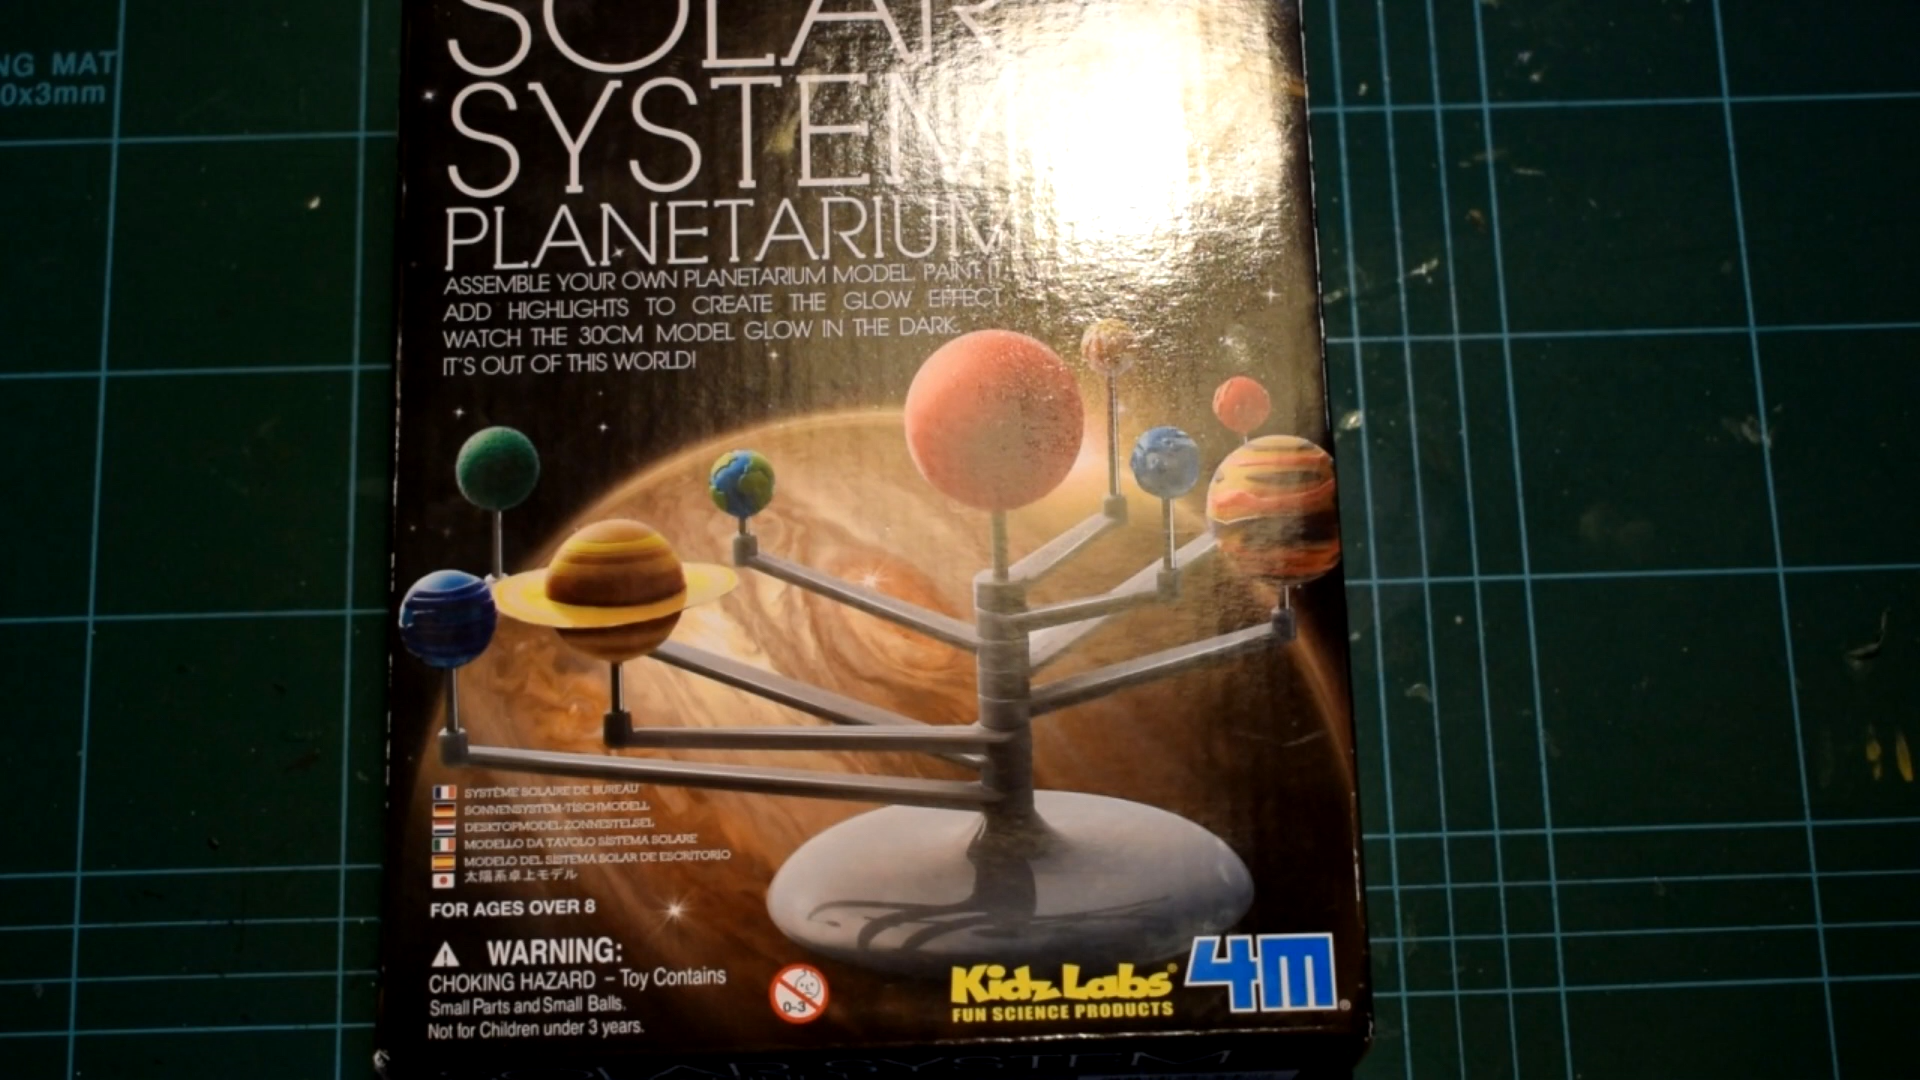 NG MAT
0x3mm
SOLAR
SYSTEM
PLANETARIUM
ASSEMBLE YOUR OWN PLANETARIUM MODEL. PAINT IT.
ADD HIGHLIGHTS TO CREATE THE GLOW EFFECT.
WATCH THE 30CM MODEL GLOW IN THE DARK.
IT'S OUT OF THIS WORLD!
SYSTÈME SOLAIRE DE BUREAU
SONNENSYSTEM-TISCHMODELL
DESKTOPMODEL ZONNESTELSEL
MODELLO DA TAVOLO SISTEMA SOLARE
MODELO DEL SISTEMA SOLAR DE ESCRITORIO
太陽系卓上モデル
FOR AGES OVER 8
WARNING:
CHOKING HAZARD – Toy Contains
Small Parts and Small Balls.
Not for Children under 3 years.
0-3
KidzLabs®
FUN SCIENCE PRODUCTS
4M®
SOLAR SYSTEM